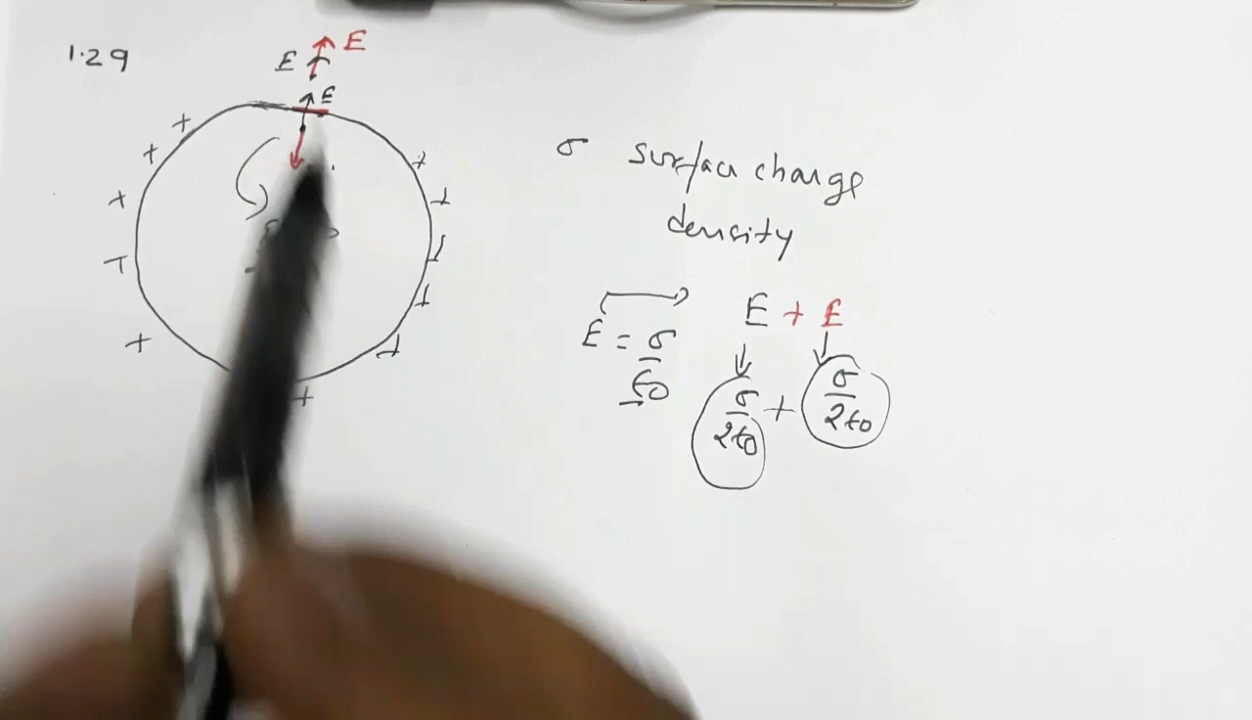 1.29
E E
E
σ surface charge
density
E = σ/ε0
E + E
σ/2ε0 + σ/2ε0